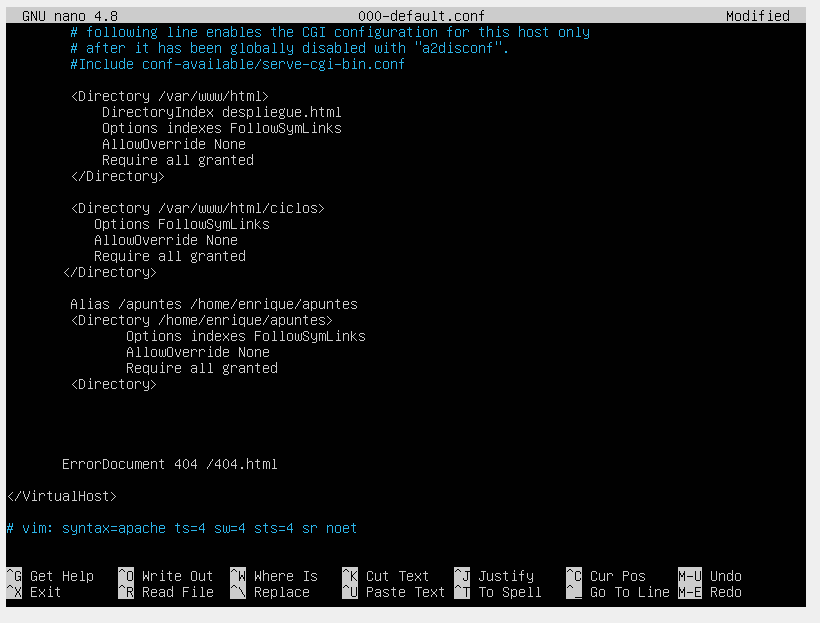 GNU nano 4.8 000-default.conf Modified
# following line enables the CGI configuration for this host only
# after it has been globally disabled with "a2disconf".
#Include conf-available/serve-cgi-bin.conf
<Directory /var/www/html>
DirectoryIndex despliegue.html
Options indexes FollowSymLinks
AllowOverride None
Require all granted
</Directory>
<Directory /var/www/html/ciclos>
Options FollowSymLinks
AllowOverride None
Require all granted
</Directory>
Alias /apuntes /home/enrique/apuntes
<Directory /home/enrique/apuntes>
Options indexes FollowSymLinks
AllowOverride None
Require all granted
<Directory>
ErrorDocument 404 /404.html
</VirtualHost>
# vim: syntax=apache ts=4 sw=4 sts=4 sr noet
^G Get Help ^O Write Out ^W Where Is ^K Cut Text ^J Justify ^C Cur Pos M-U Undo
^X Exit ^R Read File ^\ Replace ^U Paste Text ^T To Spell ^_ Go To Line M-E Redo